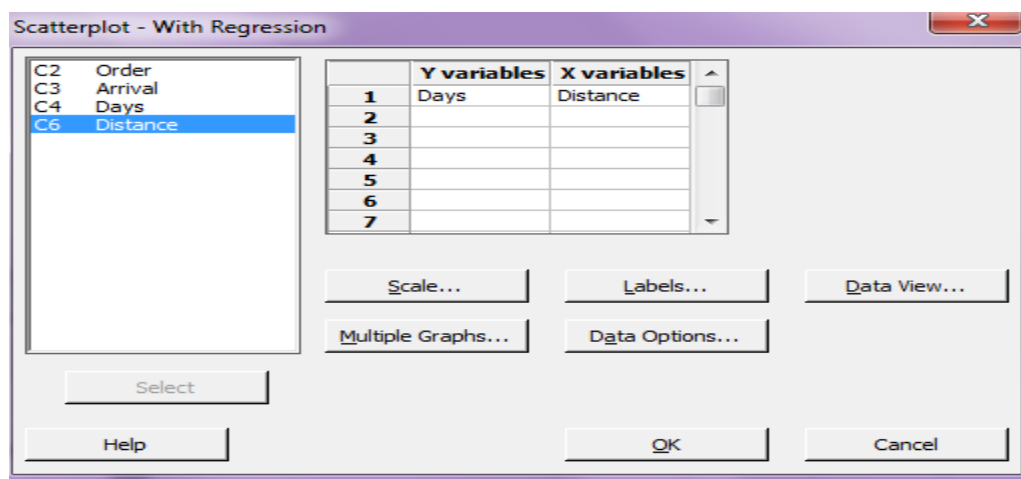 Scatterplot - With Regression
C2 Order
C3 Arrival
C4 Days
C6 Distance
Y variables X variables
1 Days Distance
2
3
4
5
6
7
Scale... Labels... Data View...
Multiple Graphs... Data Options...
Select
Help OK Cancel